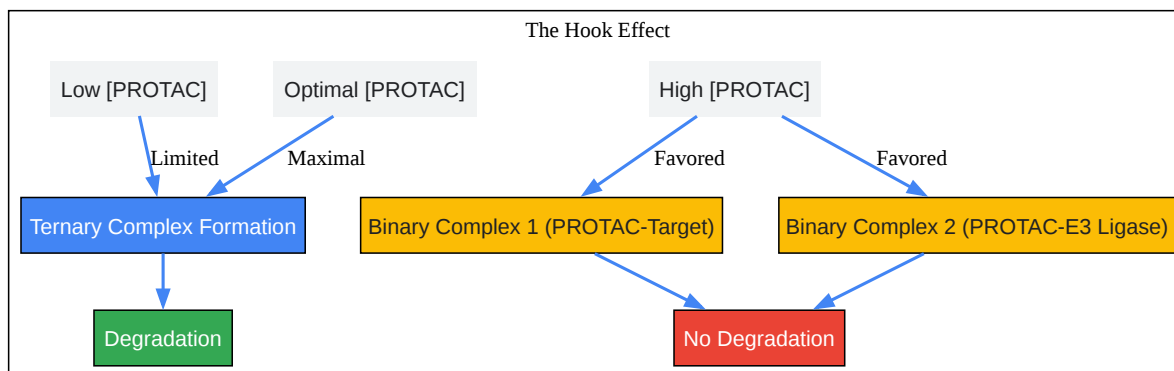 The Hook Effect
Low [PROTAC]
Optimal [PROTAC]
High [PROTAC]
Limited
Maximal
Favored
Favored
Ternary Complex Formation
Binary Complex 1 (PROTAC-Target)
Binary Complex 2 (PROTAC-E3 Ligase)
Degradation
No Degradation